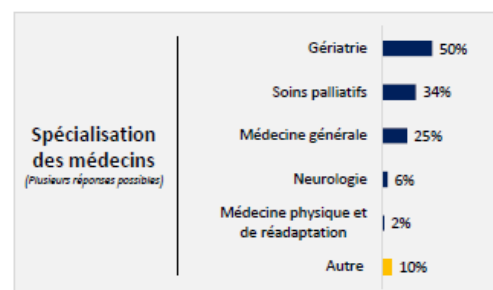 Spécialisation
des médecins
(Plusieurs réponses possibles)
Gériatrie 50%
Soins palliatifs 34%
Médecine générale 25%
Neurologie 6%
Médecine physique et
de réadaptation 2%
Autre 10%